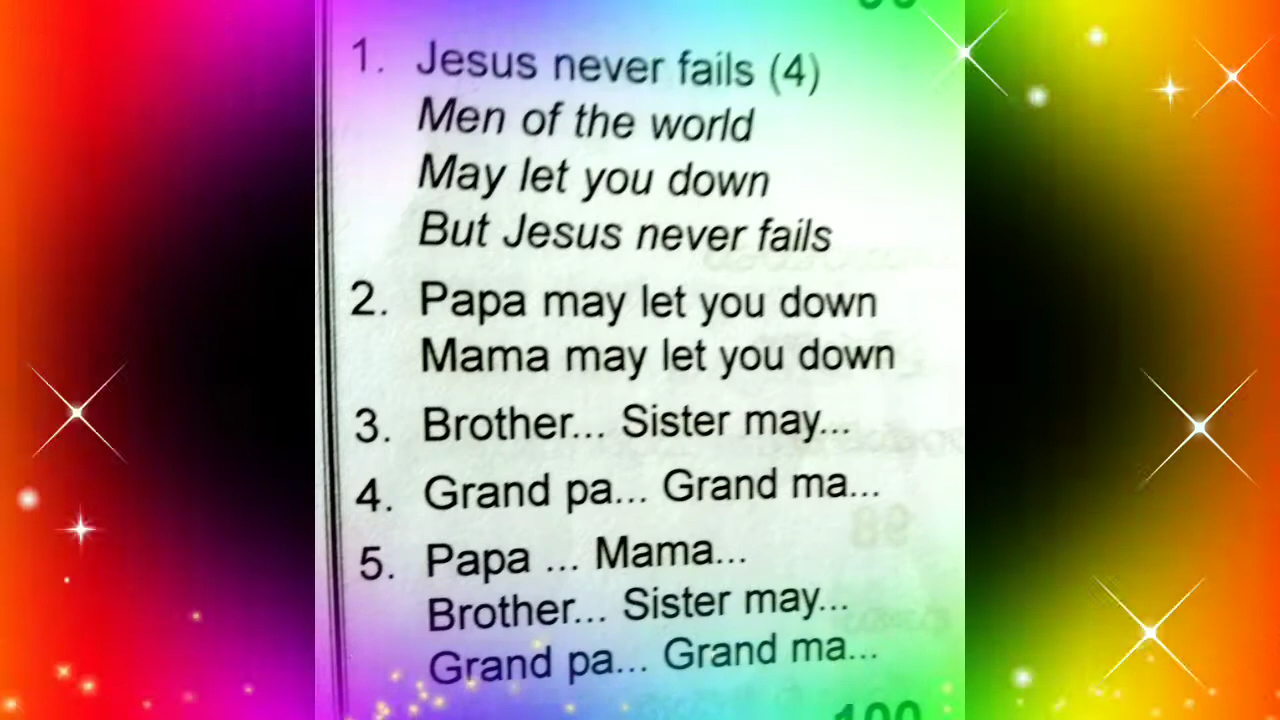 1. Jesus never fails (4)
Men of the world
May let you down
But Jesus never fails
2. Papa may let you down
Mama may let you down
3. Brother... Sister may...
4. Grand pa... Grand ma...
5. Papa ... Mama...
Brother... Sister may...
Grand pa... Grand ma...
100